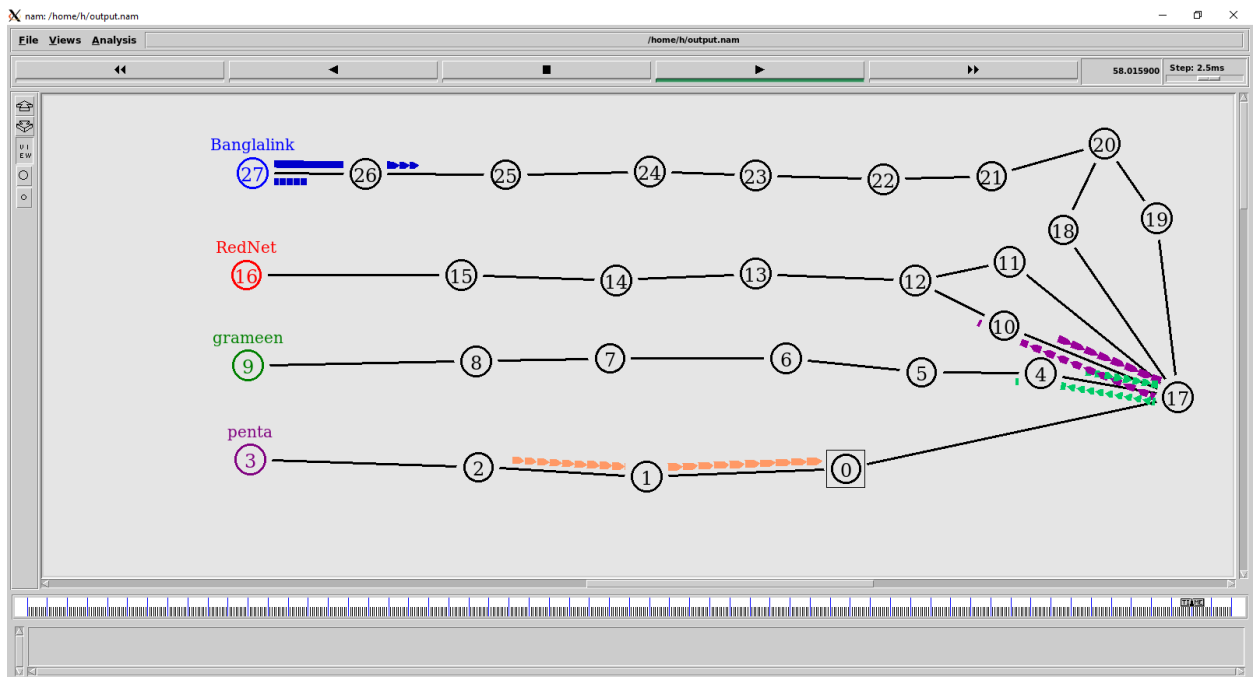 nam: /home/h/output.nam
File Views Analysis /home/h/output.nam
58.015900 Step: 2.5ms
VI
EW
Banglalink
27 26 25 24 23 22 21 20
18 19
RedNet
16 15 14 13 12 11
10
grameen
9 8 7 6 5 4 17
penta
3 2 1 0